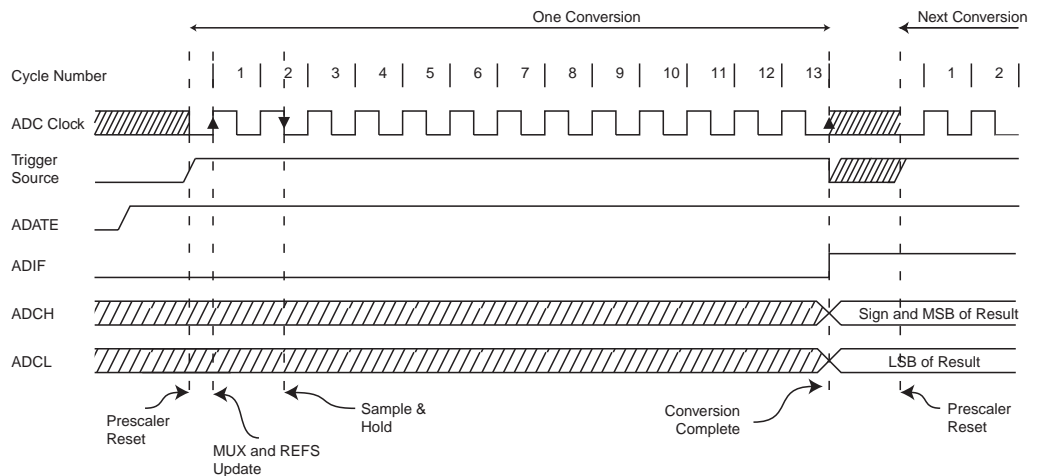 One Conversion
Next Conversion
Cycle Number
1 2 3 4 5 6 7 8 9 10 11 12 13 1 2
ADC Clock
Trigger
Source
ADATE
ADIF
ADCH
Sign and MSB of Result
ADCL
LSB of Result
Prescaler
Reset
MUX and REFS
Update
Sample &
Hold
Conversion
Complete
Prescaler
Reset